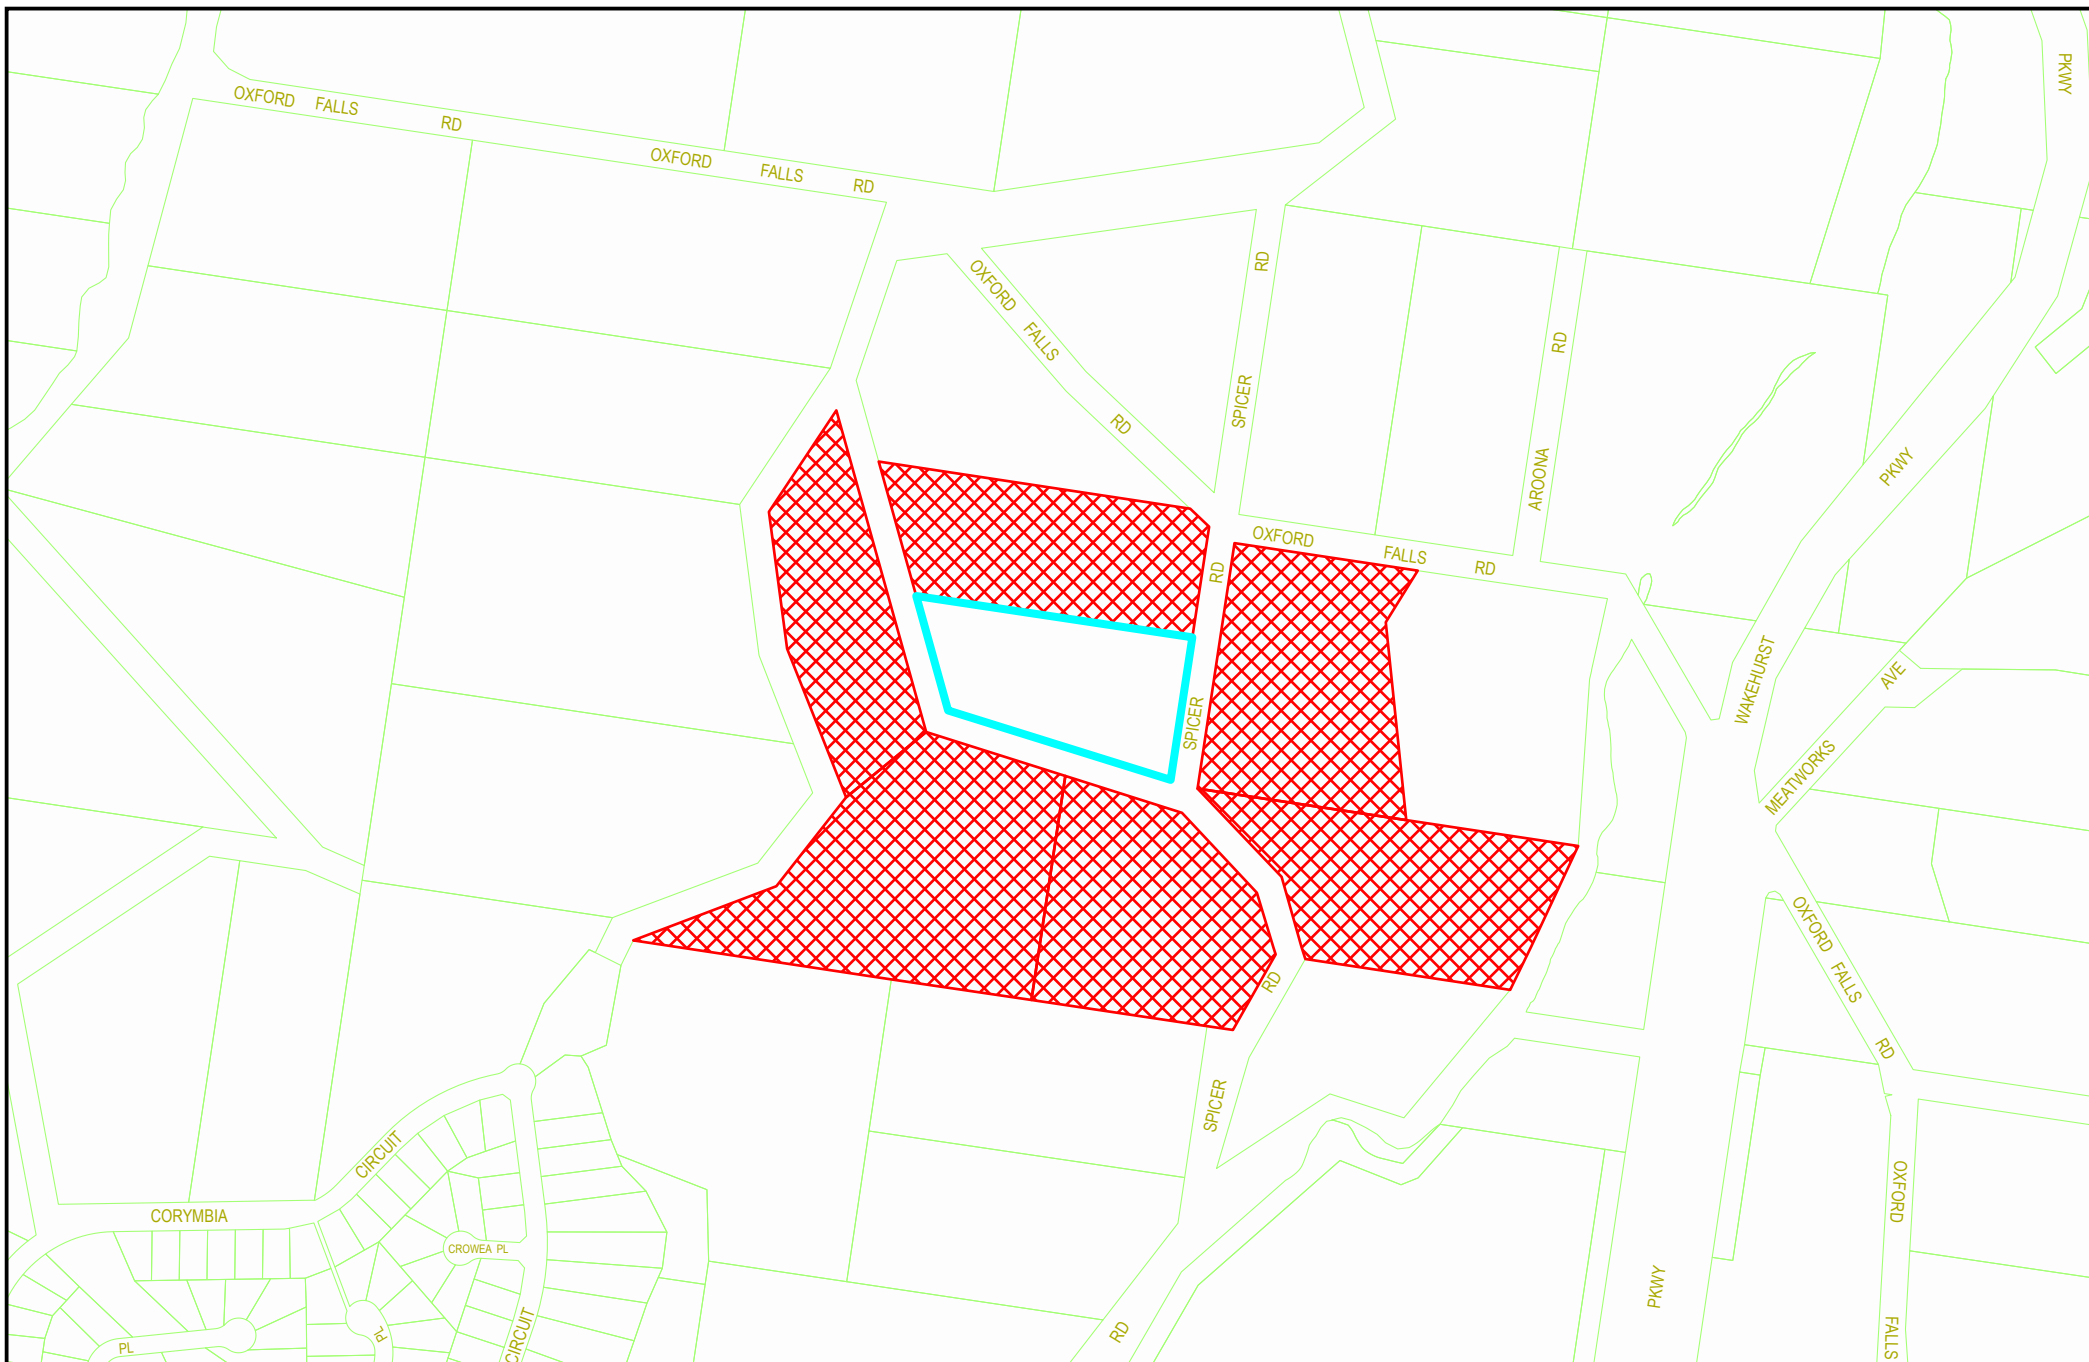 PKWY
OXFORD FALLS RD
OXFORD FALLS RD
OXFORD FALLS RD
SPICER RD
AROONA RD
OXFORD FALLS RD
PKWY
SPICER RD
WAKEHURST
MEATWORKS AVE
OXFORD FALLS RD
SPICER RD
CORYMBIA CIRCUIT
CROWEA PL
CIRCUIT
PL
PL
RD
PKWY
OXFORD FALLS